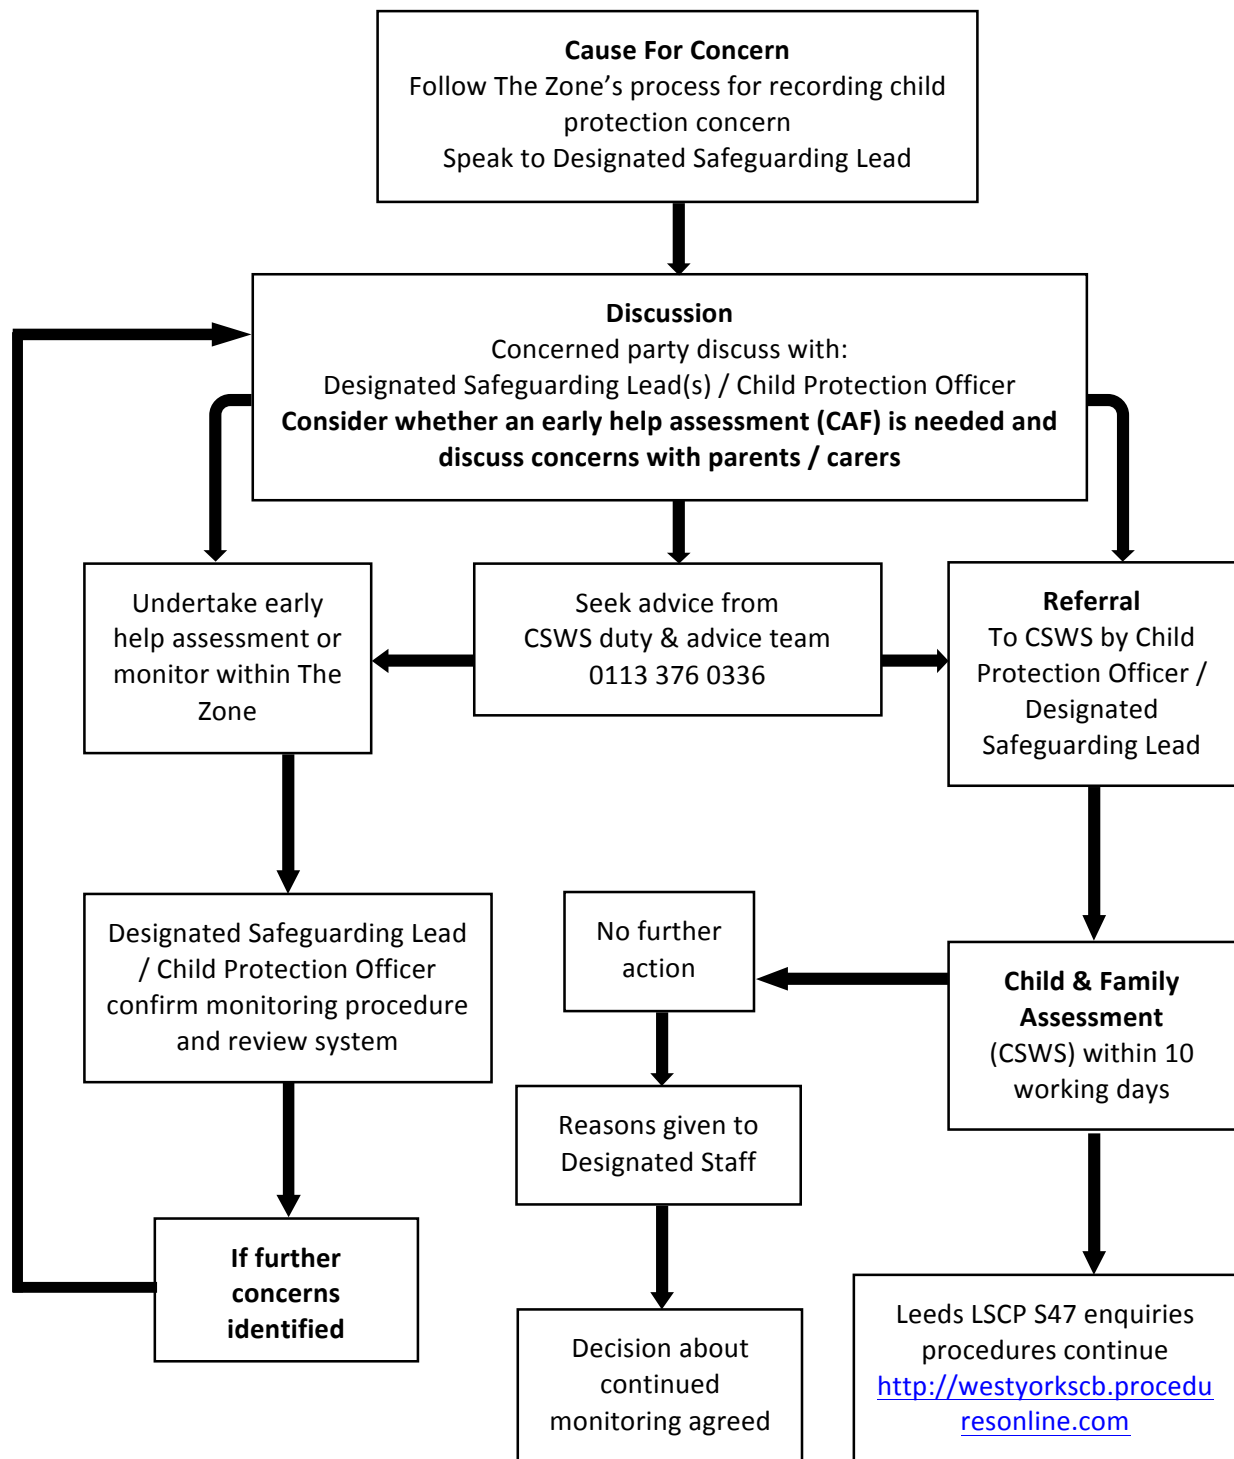 Cause For Concern
Follow The Zone’s process for recording child
protection concern
Speak to Designated Safeguarding Lead
Discussion
Concerned party discuss with:
Designated Safeguarding Lead(s) / Child Protection Officer
Consider whether an early help assessment (CAF) is needed and
discuss concerns with parents / carers
Undertake early
help assessment or
monitor within The
Zone
Seek advice from
CSWS duty & advice team
0113 376 0336
Referral
To CSWS by Child
Protection Officer /
Designated
Safeguarding Lead
Designated Safeguarding Lead
/ Child Protection Officer
confirm monitoring procedure
and review system
No further
action
Child & Family
Assessment
(CSWS) within 10
working days
Reasons given to
Designated Staff
If further
concerns
identified
Decision about
continued
monitoring agreed
Leeds LSCP S47 enquiries
procedures continue
http://westyorkscb.procedu
resonline.com